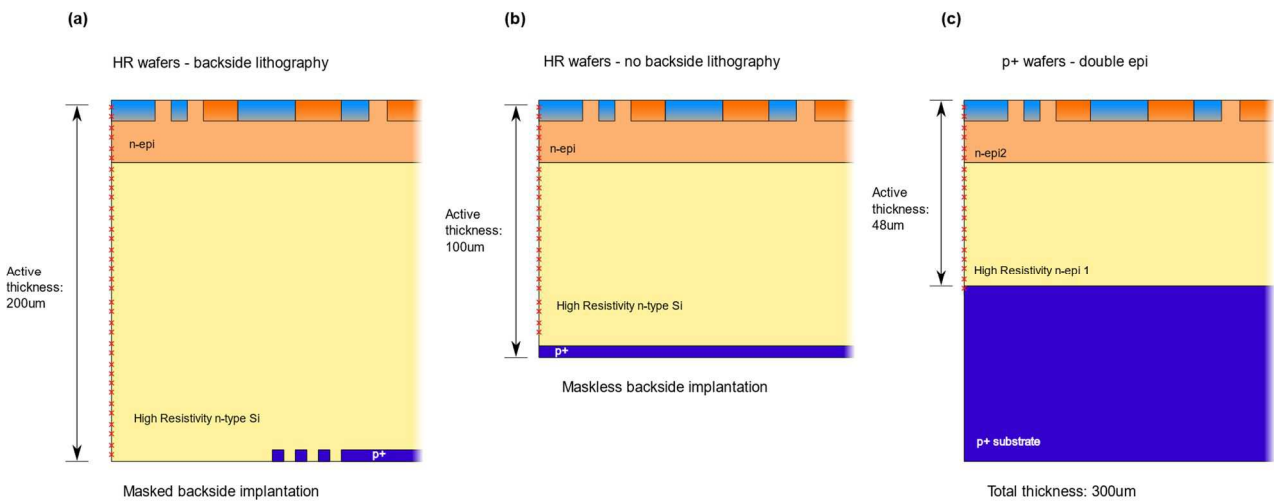 (a)
HR wafers - backside lithography
n-epi
Active
thickness:
200um
High Resistivity n-type Si
p+
Masked backside implantation
(b)
HR wafers - no backside lithography
n-epi
Active
thickness:
100um
High Resistivity n-type Si
p+
Maskless backside implantation
(c)
p+ wafers - double epi
n-epi2
Active
thickness:
48um
High Resistivity n-epi 1
p+ substrate
Total thickness: 300um